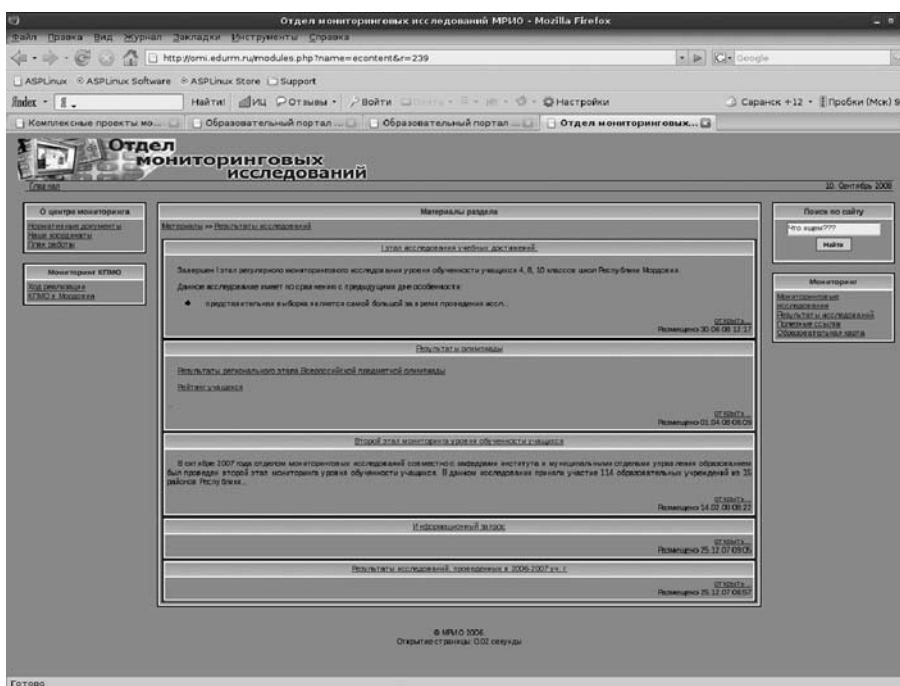 Отдел мониторинговых исследований МРИО - Mozilla Firefox
Файл Правка Вид Журнал Закладки Инструменты Справка
http://omi.edurm.ru/modules.php?name=econtent&r=239
Google
ASPLinux ASPLinux Software ASPLinux Store Support
Яndex Найти! ИЦ Отзывы Войти Почта Настройки Саранск +12 Пробки (Мск) 9
Комплексные проекты мо... Образовательный портал ... Образовательный портал ... Отдел мониторинговых...
Отдел
мониторинговых
исследований
Главная
10. Сентябрь 2008
О центре мониторинга
Нормативные документы
Наши координаты
План работы
Мониторинг КПМО
Ход реализации
КПМО в Мордовии
Материалы раздела
Материалы >> Результаты исследований
I этап исследования учебных достижений.
Завершен I этап регулярного мониторингового исследования уровня обученности учащихся 4, 8, 10 классов школ Республики Мордовия.
Данное исследование имеет по сравнению с предыдущими две особенности:
представительная выборка является самой большой за время проведения иссл...
открыть...
Размещено 30.06.08 12:17
Результаты олимпиады
Результаты регионального этапа Всероссийской предметной олимпиады
Рейтинг учащихся
...
открыть...
Размещено 01.04.08 08:09
Второй этап мониторинга уровня обученности учащихся
В октябре 2007 года отделом мониторинговых исследований совместно с кафедрами института и муниципальными отделами управления образованием
был проведен второй этап мониторинга уровня обученности учащихся. В данном исследовании приняла участие 114 образовательных учреждений из
районов Республики...
открыть...
Размещено 14.02.08 08:22
Информационный запрос
открыть...
Размещено 25.12.07 09:05
Результаты исследований, проведенных в 2006-2007 уч. г.
открыть...
Размещено 25.12.07 08:57
Поиск по сайту
Что ищем???
Найти
Мониторинг
Мониторинговые
исследования
Результаты исследований
Полезные ссылки
Образовательная карта
© МРИО 2006.
Открытие страницы: 0.02 секунды
Готово